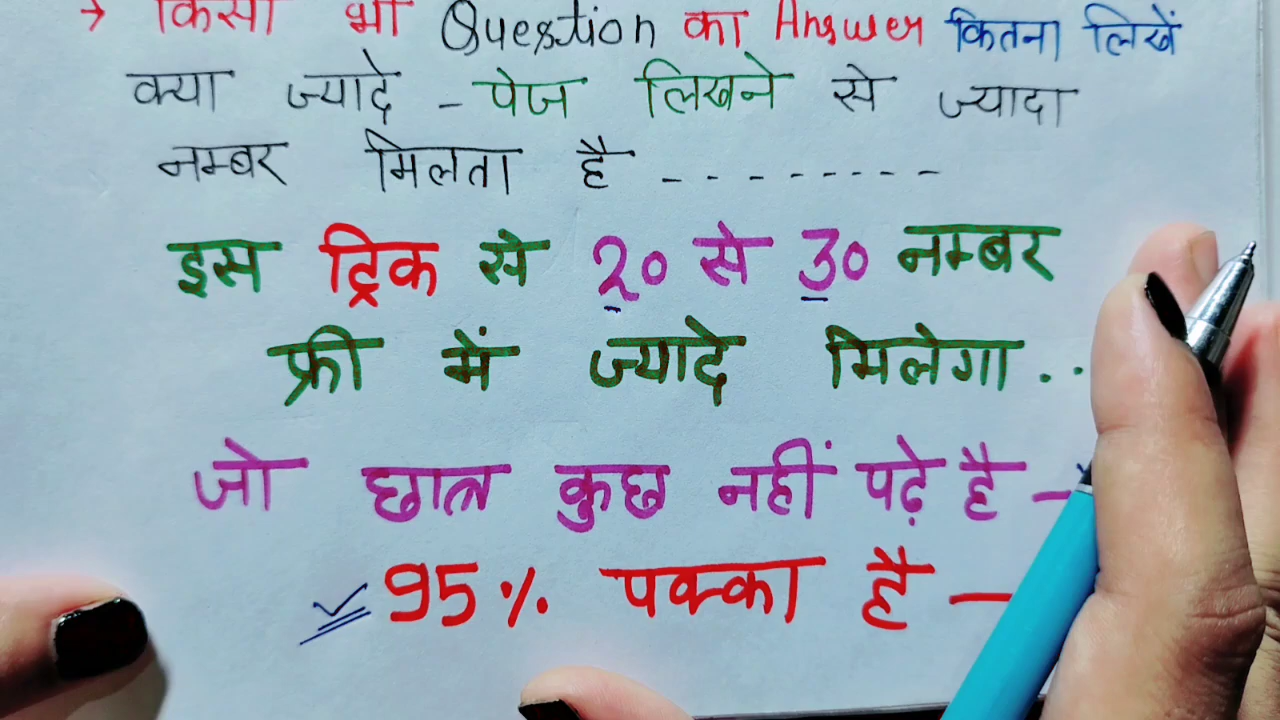 → किसी भी Question का Answer कितना लिखें
क्या ज्यादे - पेज लिखने से ज्यादा
नम्बर मिलता है - - - - - - - - -
इस ट्रिक से 20 से 30 नम्बर
फ्री में ज्यादे मिलेगा . .
जो छात्र कुछ नहीं पढ़े है -
95% पक्का है -